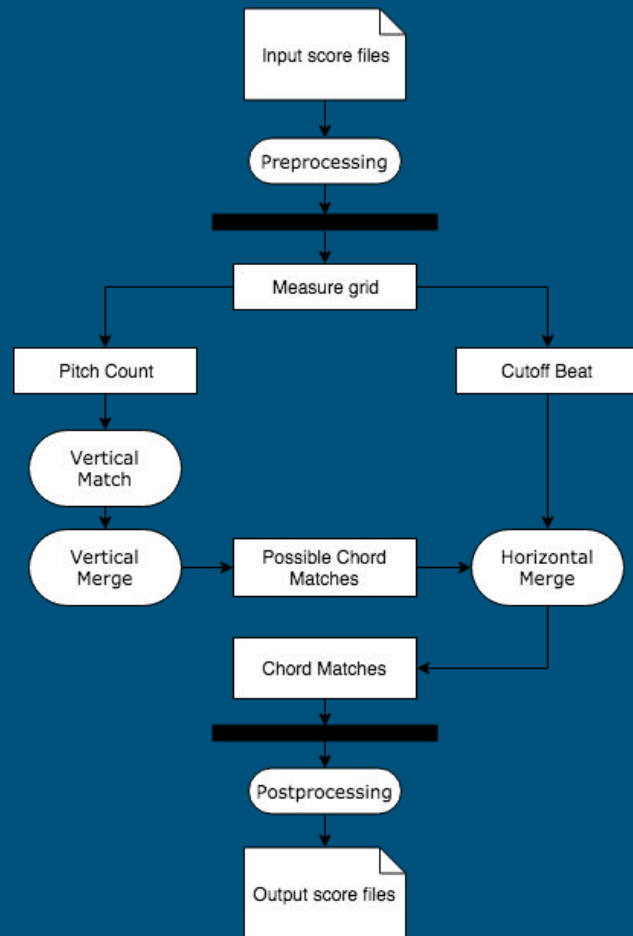 Input score files
Preprocessing
Measure grid
Pitch Count
Cutoff Beat
Vertical
Match
Vertical
Merge
Possible Chord
Matches
Horizontal
Merge
Chord Matches
Postprocessing
Output score files